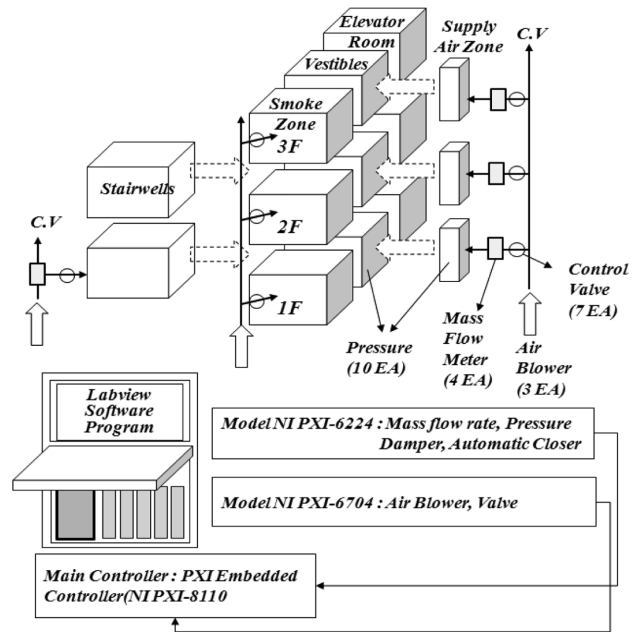 Elevator
Room
Supply
Air Zone
C.V
Vestibles
Smoke
Zone
3F
Stairwells
C.V
2F
1F
Control
Valve
(7 EA)
Pressure
(10 EA)
Mass
Flow
Meter
(4 EA)
Air
Blower
(3 EA)
Labview
Software
Program
Model NI PXI-6224 : Mass flow rate, Pressure
Damper, Automatic Closer
Model NI PXI-6704 : Air Blower, Valve
Main Controller : PXI Embedded
Controller(NI PXI-8110